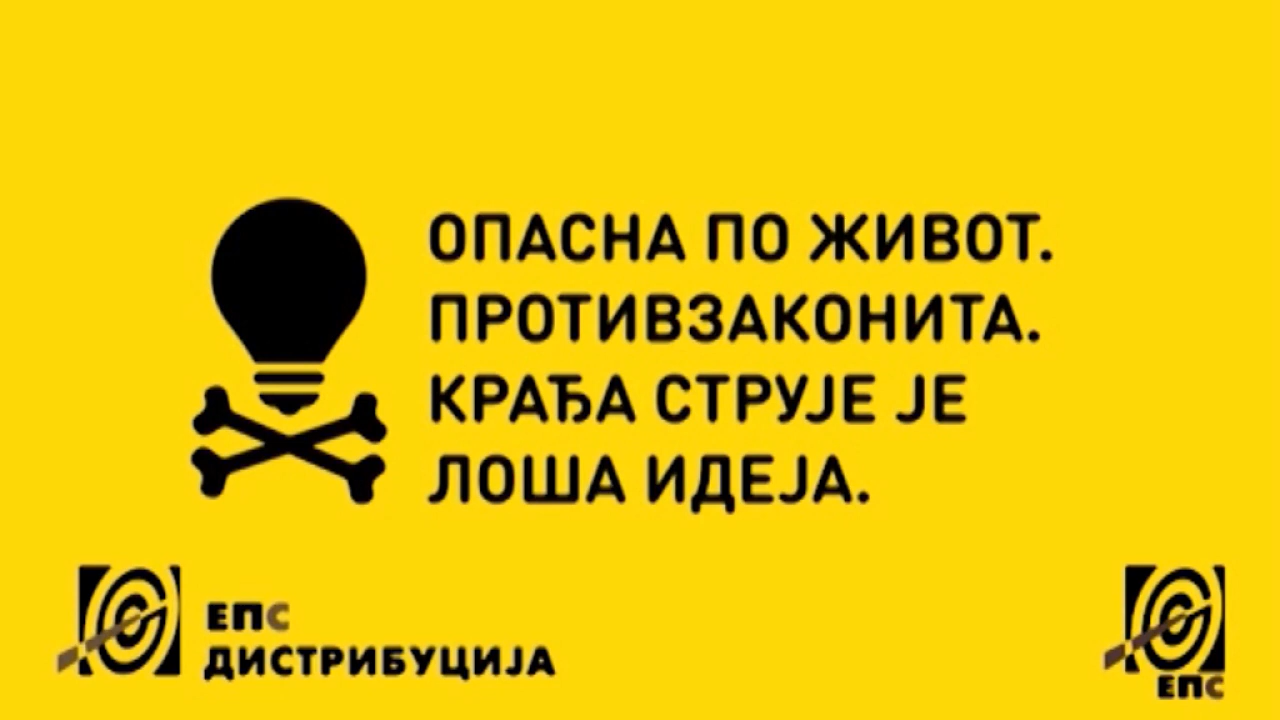 ОПАСНА ПО ЖИВОТ.
ПРОТИВЗАКОНИТА.
КРАЂА СТРУЈЕ ЈЕ
ЛОША ИДЕЈА.
ЕПС
ДИСТРИБУЦИЈА
ЕПС